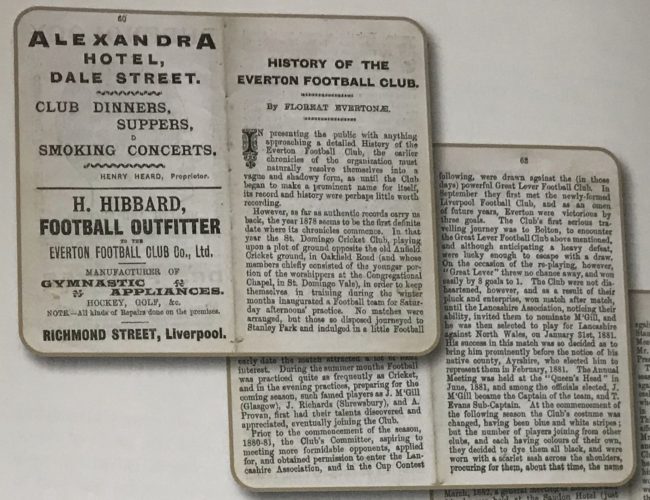 60
ALEXANDRA
HOTEL,
DALE STREET.
CLUB DINNERS,
SUPPERS,
D
SMOKING CONCERTS.
HENRY HEARD, Proprietor.
H. HIBBARD,
FOOTBALL OUTFITTER
TO THE
EVERTON FOOTBALL CLUB Co., Ltd.
MANUFACTURER OF
GYMNASTIC
APPLIANCES.
HOCKEY, GOLF, &c.
NOTE.—All kinds of Repairs done on the premises.
RICHMOND STREET, Liverpool.
HISTORY OF THE
EVERTON FOOTBALL CLUB.
By FLOREAT EVERTONÆ.
IN presenting the public with anything
approaching a detailed History of the
Everton Football Club, the earlier
chronicles of the organization must
naturally resolve themselves into a
vague and shadowy form, as until the Club
began to make a prominent name for itself,
its record and history were perhaps little worth
recording.
However, as far as authentic records carry us
back, the year 1878 seems to be the first definite
date where its chronicles commence. In that
year the St. Domingo Cricket Club, playing
upon a plot of ground opposite the old Anfield
Cricket ground, in Oakfield Road (and whose
members chiefly consisted of the younger por-
tion of the worshippers at the Congregational
Chapel, in St. Domingo Vale), in order to keep
themselves in training during the winter
months inaugurated a Football team for Satur-
day afternoons' practice. No matches were
arranged, but those so disposed journeyed to
Stanley Park and indulged in a little Football
early date the match attracted a lot of
interest. During the summer months Football
was practiced quite as frequently as Cricket,
and in the evening practices, preparing for the
coming season, such famed players as J. M'Gill
(Glasgow), J. Richards (Shrewsbury), and A.
Provan, first had their talents discovered and
appreciated, eventually joining the Club.
Prior to the commencement of the season,
1880-81, the Club's Committee, aspiring to
meeting more formidable opponents, applied
for, and obtained permission to enter the Lan-
cashire Association, and in the Cup Contest
63
following, were drawn against the (in those
days) powerful Great Lever Football Club. In
September they first met the newly-formed
Liverpool Football Club, and as an omen
of future years, Everton were victorious by
three goals. The Club's first serious tra-
velling journey was to Bolton, to encounter
the Great Lever Football Club above mentioned,
and although anticipating a heavy defeat,
were lucky enough to escape with a draw.
On the occasion of the re-playing, however,
"Great Lever" threw no chance away, and won
easily by 8 goals to 1. The Club were not dis-
heartened, however, and as a result of their
pluck and enterprise, won match after match,
until the Lancashire Association, noticing their
ability, invited them to nominate M'Gill, and
he was then selected to play for Lancashire
against North Wales, on January 31st, 1881.
His success in this match was so decided as to
bring him prominently before the notice of his
native county, Ayrshire, who elected him to
represent them in February, 1881. The Annual
Meeting was held at the "Queen's Head" in
June, 1881, and among the officials elected, J.
M'Gill became the Captain of the team, and T.
Evans Sub-Captain. At the commencement of
the following season the Club's costume was
changed, having been blue and white stripes;
but the number of players joining from other
clubs, and each having colours of their own,
they decided to dye them all black, and were
worn with a scarlet sash across the shoulders,
procuring for them, about that time, the name